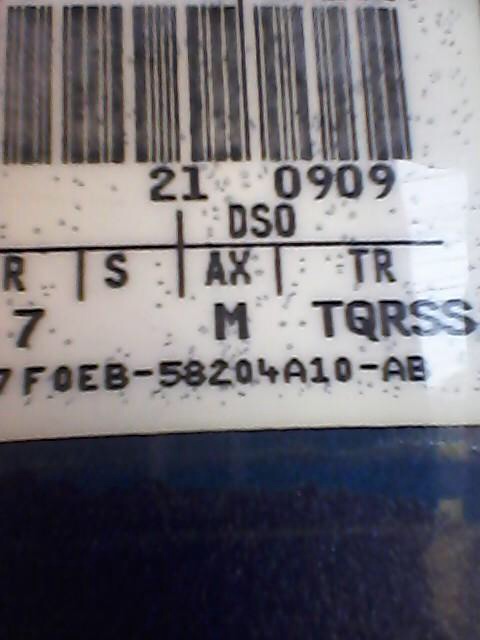 21 0909
DSO
R S AX TR
7 M TQRSS
7F0EB-58204A10-AB